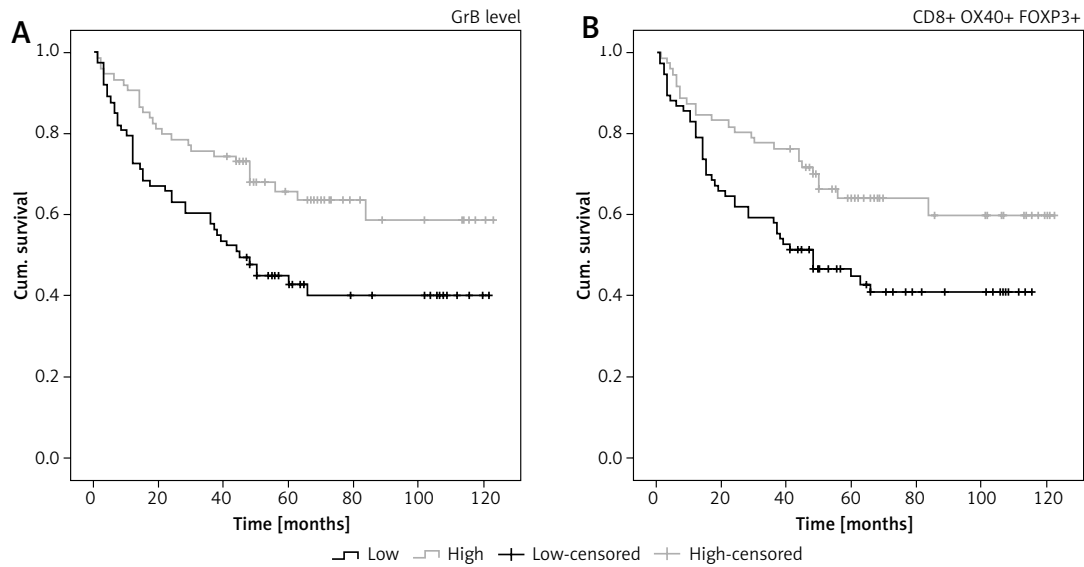 A
GrB level
1.0
0.8
0.6
0.4
0.2
0.0
Cum. survival
0 20 40 60 80 100 120
Time [months]
B
CD8+ OX40+ FOXP3+
1.0
0.8
0.6
0.4
0.2
0.0
Cum. survival
0 20 40 60 80 100 120
Time [months]
Low High Low-censored High-censored